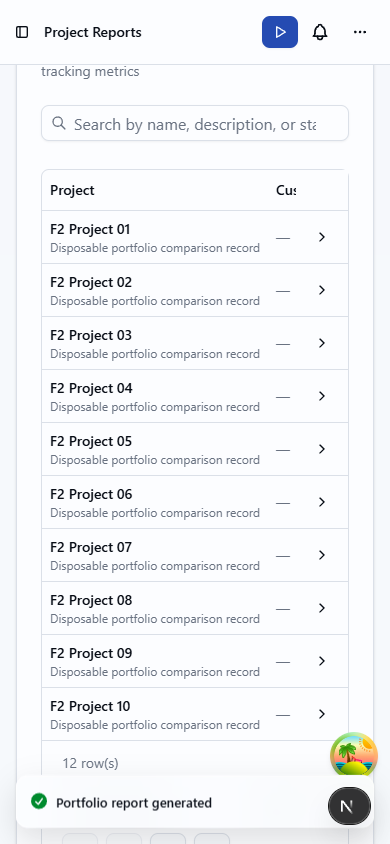 Project Reports
tracking metrics
Search by name, description, or sta
Project Cus
F2 Project 01
Disposable portfolio comparison record —
F2 Project 02
Disposable portfolio comparison record —
F2 Project 03
Disposable portfolio comparison record —
F2 Project 04
Disposable portfolio comparison record —
F2 Project 05
Disposable portfolio comparison record —
F2 Project 06
Disposable portfolio comparison record —
F2 Project 07
Disposable portfolio comparison record —
F2 Project 08
Disposable portfolio comparison record —
F2 Project 09
Disposable portfolio comparison record —
F2 Project 10
Disposable portfolio comparison record —
12 row(s)
Portfolio report generated
N